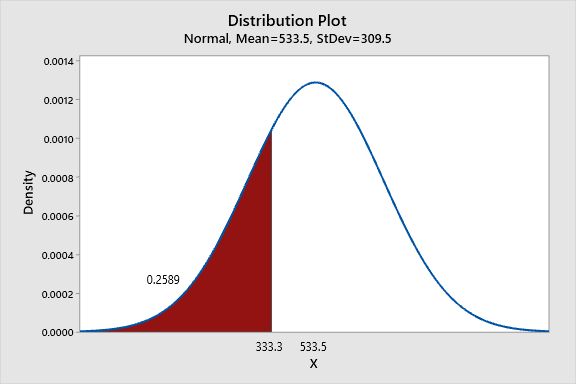 Distribution Plot
Normal, Mean=533.5, StDev=309.5
0.0014
0.0012
0.0010
0.0008
0.0006
0.0004
0.0002
0.0000
Density
0.2589
333.3 533.5
X